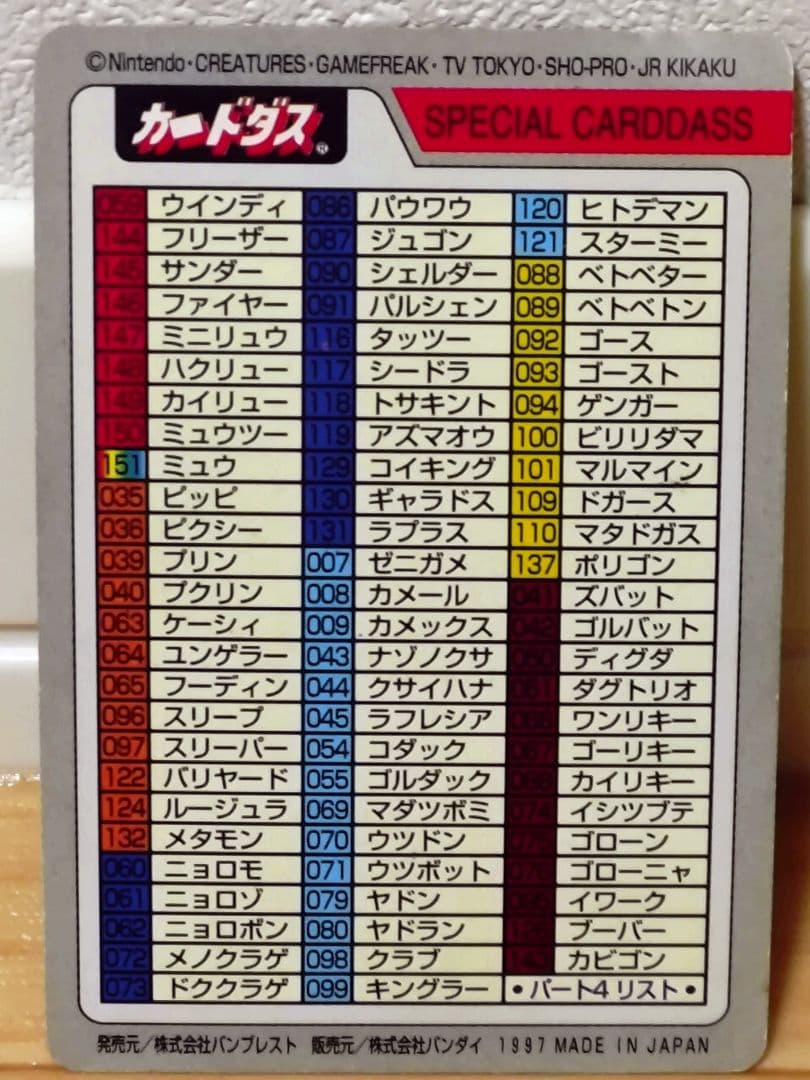 ©Nintendo・CREATURES・GAMEFREAK・TV TOKYO・SHO-PRO・JR KIKAKU
カードダス®
SPECIAL CARDDASS
059 ウインディ 086 パウワウ 120 ヒトデマン
144 フリーザー 087 ジュゴン 121 スターミー
145 サンダー 090 シェルダー 088 ベトベター
146 ファイヤー 091 パルシェン 089 ベトベトン
147 ミニリュウ 116 タッツー 092 ゴース
148 ハクリュー 117 シードラ 093 ゴースト
149 カイリュー 118 トサキント 094 ゲンガー
150 ミュウツー 119 アズマオウ 100 ビリリダマ
151 ミュウ 129 コイキング 101 マルマイン
035 ピッピ 130 ギャラドス 109 ドガース
036 ピクシー 131 ラプラス 110 マタドガス
039 プリン 007 ゼニガメ 137 ポリゴン
040 プクリン 008 カメール 041 ズバット
063 ケーシィ 009 カメックス 042 ゴルバット
064 ユンゲラー 043 ナゾノクサ 050 ディグダ
065 フーディン 044 クサイハナ 051 ダグトリオ
096 スリープ 045 ラフレシア 066 ワンリキー
097 スリーパー 054 コダック 067 ゴーリキー
122 バリヤード 055 ゴルダック 068 カイリキー
124 ルージュラ 069 マダツボミ 074 イシツブテ
132 メタモン 070 ウツドン 075 ゴローン
060 ニョロモ 071 ウツボット 076 ゴローニャ
061 ニョロゾ 079 ヤドン 095 イワーク
062 ニョロボン 080 ヤドラン 126 ブーバー
072 メノクラゲ 098 クラブ 143 カビゴン
073 ドククラゲ 099 キングラー •パート4リスト•
発売元/株式会社バンプレスト 販売元/株式会社バンダイ 1997 MADE IN JAPAN